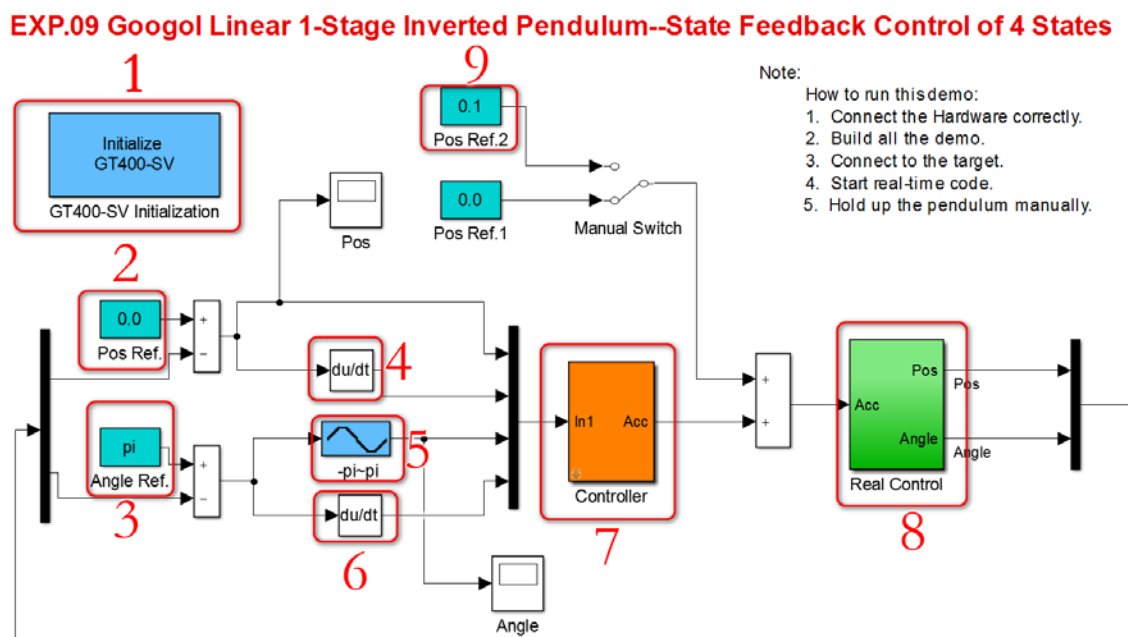 EXP.09 Googol Linear 1-Stage Inverted Pendulum--State Feedback Control of 4 States
1
Initialize
GT400-SV
GT400-SV Initialization
9
0.1
Pos Ref.2
0.0
Pos Ref.1
Manual Switch
Note:
How to run this demo:
1. Connect the Hardware correctly.
2. Build all the demo.
3. Connect to the target.
4. Start real-time code.
5. Hold up the pendulum manually.
Pos
2
0.0
Pos Ref.
+
−
du/dt
4
pi
Angle Ref.
3
+
−
-pi~pi
5
du/dt
6
Angle
In1
Acc
Controller
7
+
+
Acc
Pos
Angle
Real Control
8
Pos
Angle